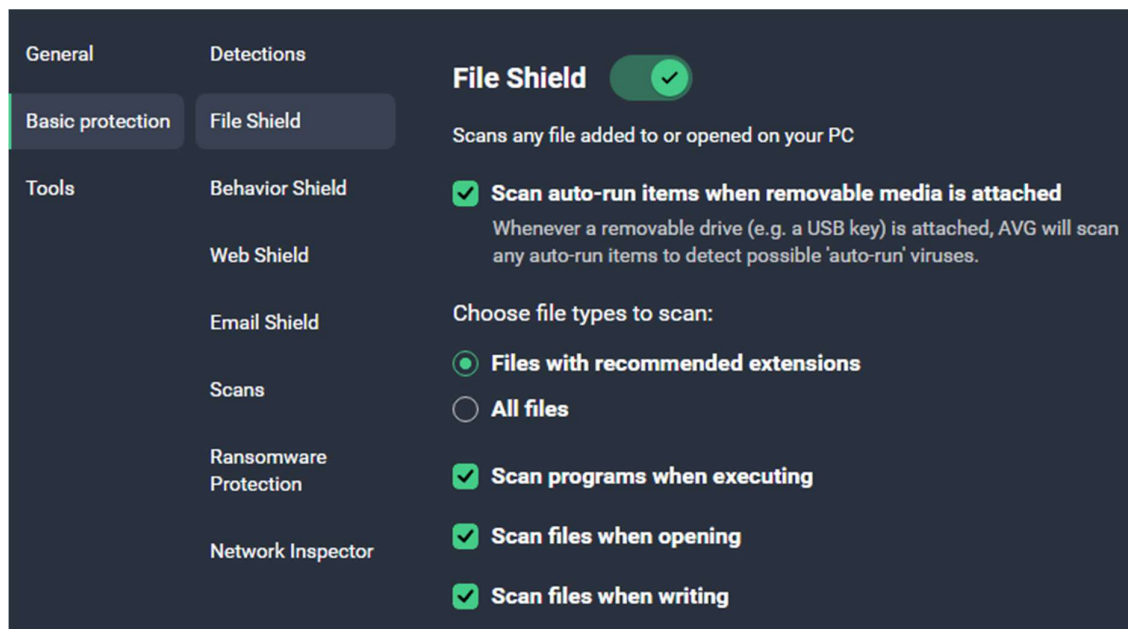 General
Basic protection
Tools
Detections
File Shield
Behavior Shield
Web Shield
Email Shield
Scans
Ransomware
Protection
Network Inspector
File Shield
Scans any file added to or opened on your PC
Scan auto-run items when removable media is attached
Whenever a removable drive (e.g. a USB key) is attached, AVG will scan
any auto-run items to detect possible 'auto-run' viruses.
Choose file types to scan:
Files with recommended extensions
All files
Scan programs when executing
Scan files when opening
Scan files when writing